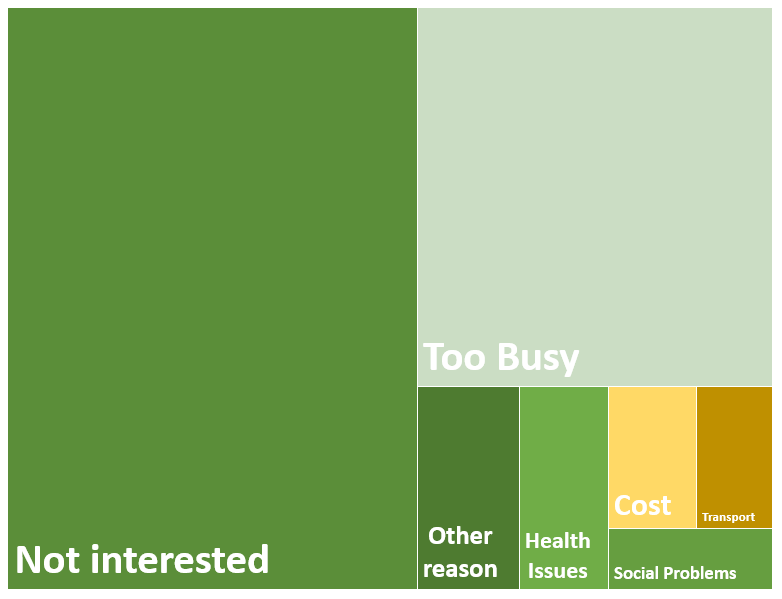 Too Busy
Not interested
Other
reason
Health
Issues
Cost
Transport
Social Problems